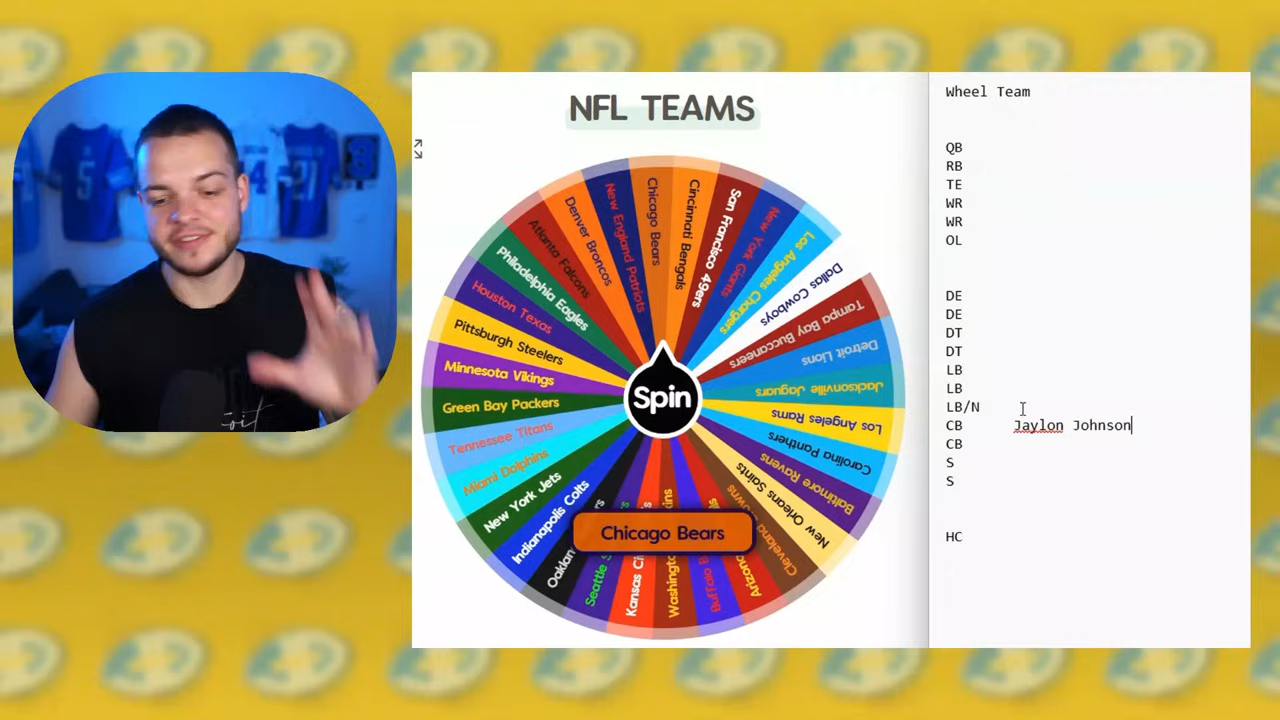 NFL TEAMS
New England Patriots
Chicago Bears
Cincinnati Bengals
San Francisco 49ers
New York Giants
Los Angeles Chargers
Dallas Cowboys
Tampa Bay Buccaneers
Detroit Lions
Jacksonville Jaguars
Los Angeles Rams
Carolina Panthers
Baltimore Ravens
New Orleans Saints
Cleveland
Arizona
Buffalo
Washington
Kansas
Seattle
Indianapolis Colts
New York Jets
Miami Dolphins
Tennessee Titans
Green Bay Packers
Minnesota Vikings
Pittsburgh Steelers
Houston Texas
Philadelphia Eagles
Atlanta Falcons
Denver Broncos
Spin
Chicago Bears
Wheel Team
QB
RB
TE
WR
WR
OL
DE
DE
DT
DT
LB
LB
LB/N
CB Jaylon Johnson
CB
S
S
HC
5
4
21